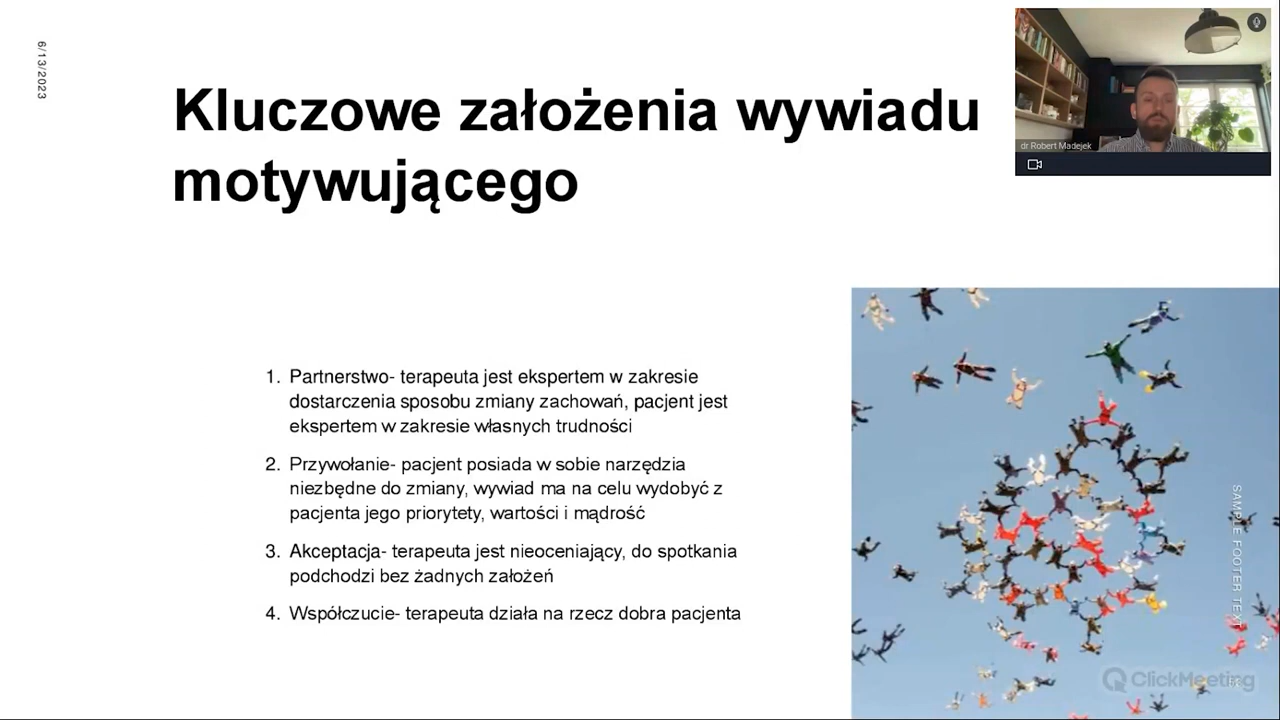 6/13/2023
Kluczowe założenia wywiadu
motywującego
dr Robert Madejek
1. Partnerstwo- terapeuta jest ekspertem w zakresie
dostarczenia sposobu zmiany zachowań, pacjent jest
ekspertem w zakresie własnych trudności
2. Przywołanie- pacjent posiada w sobie narzędzia
niezbędne do zmiany, wywiad ma na celu wydobyć z
pacjenta jego priorytety, wartości i mądrość
3. Akceptacja- terapeuta jest nieoceniający, do spotkania
podchodzi bez żadnych założeń
4. Współczucie- terapeuta działa na rzecz dobra pacjenta
SAMPLE FOOTER TEXT
ClickMeeting